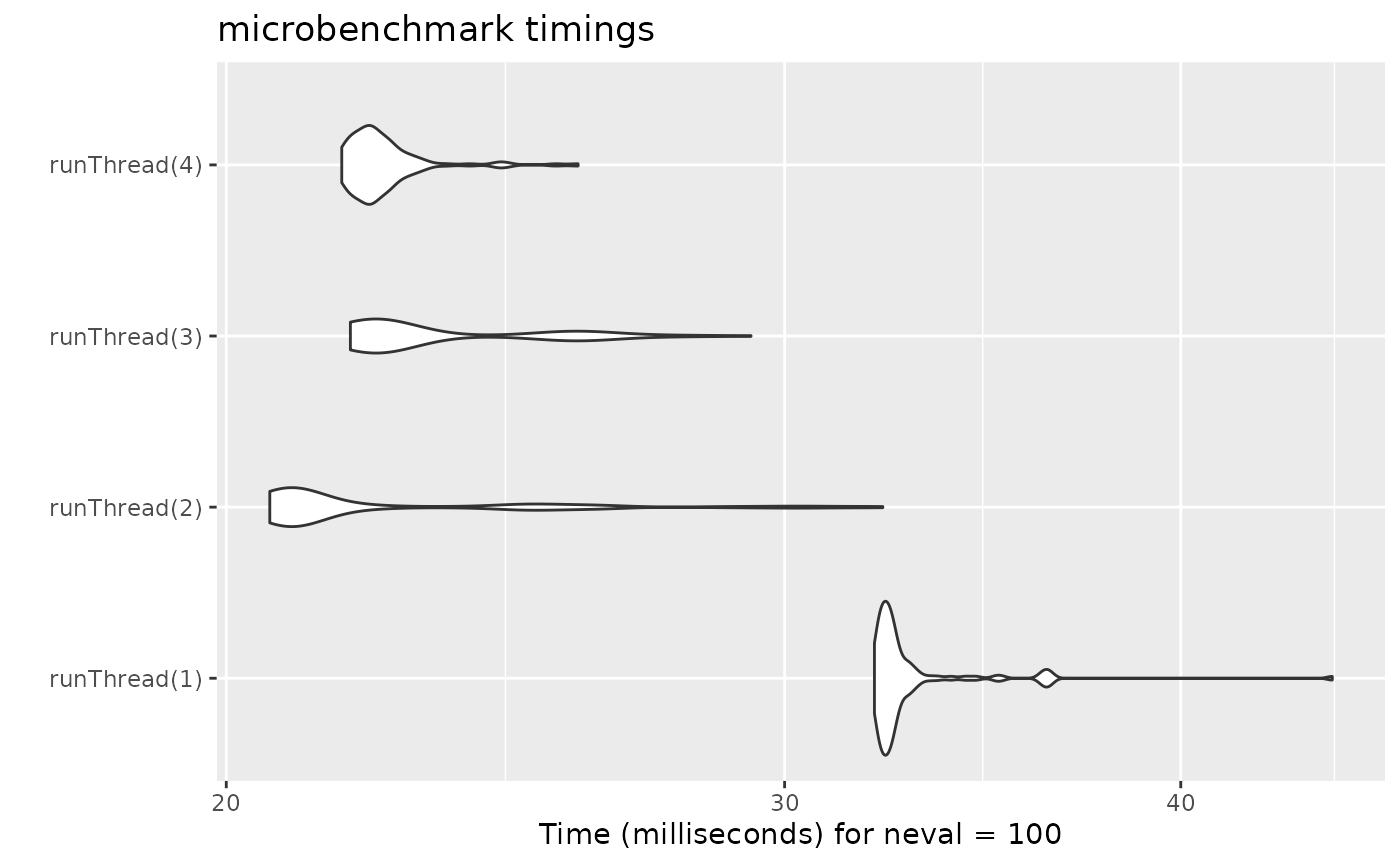 microbenchmark timings
runThread(4)
runThread(3)
runThread(2)
runThread(1)
20 30 40
Time (milliseconds) for neval = 100